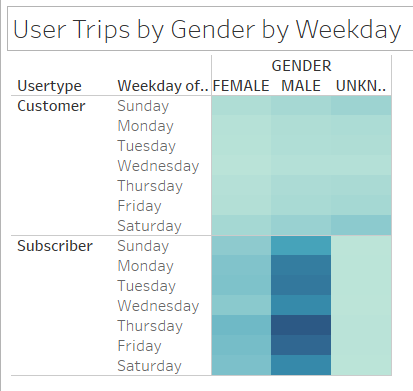 User Trips by Gender by Weekday
GENDER
Usertype Weekday of.. FEMALE MALE UNKN..
Customer Sunday
Monday
Tuesday
Wednesday
Thursday
Friday
Saturday
Subscriber Sunday
Monday
Tuesday
Wednesday
Thursday
Friday
Saturday